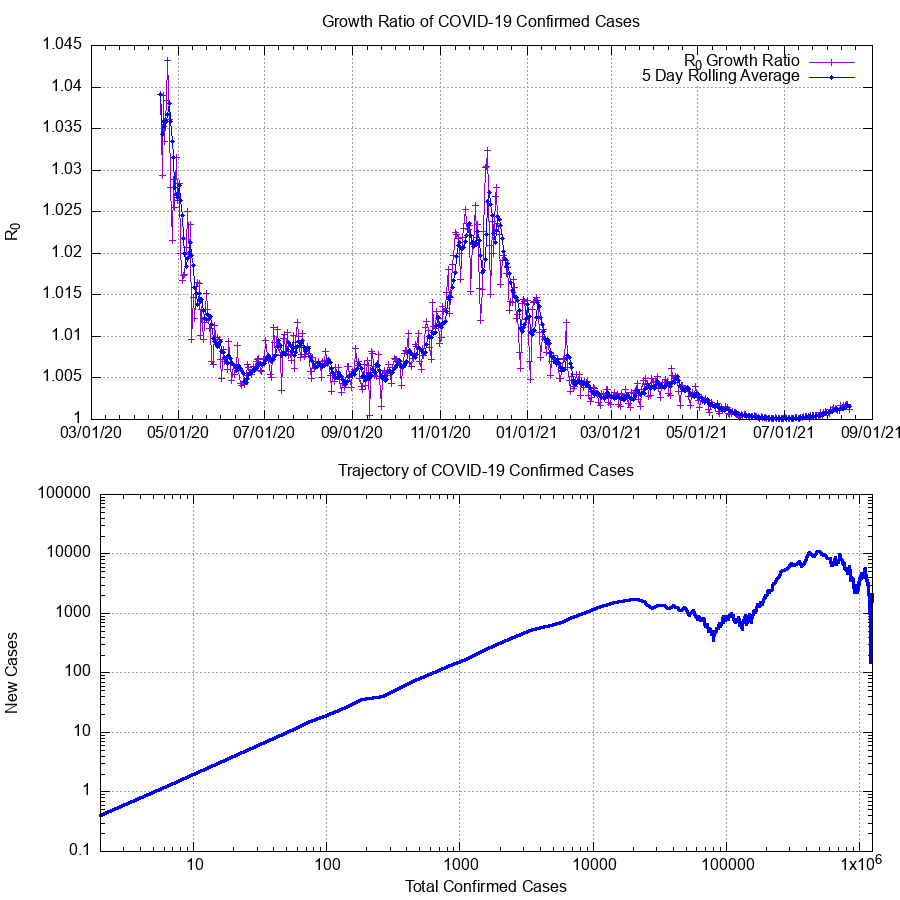 Growth Ratio of COVID-19 Confirmed Cases
1.045
1.04
1.035
1.03
1.025
1.02
1.015
1.01
1.005
1
R0
R0 Growth Ratio
5 Day Rolling Average
03/01/20 05/01/20 07/01/20 09/01/20 11/01/20 01/01/21 03/01/21 05/01/21 07/01/21 09/01/21
Trajectory of COVID-19 Confirmed Cases
100000
10000
1000
100
10
1
0.1
New Cases
10 100 1000 10000 100000 1x10^6
Total Confirmed Cases